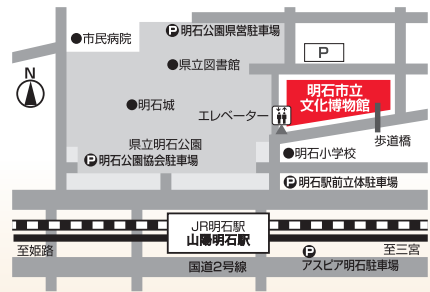 P 明石公園県営駐車場
●市民病院
P
N
●県立図書館
明石市立
文化博物館
●明石城
エレベーター
歩道橋
県立明石公園
●明石小学校
P 明石公園協会駐車場
P 明石駅前立体駐車場
JR明石駅
山陽明石駅
至姫路
至三宮
P
国道2号線
アスピア明石駐車場